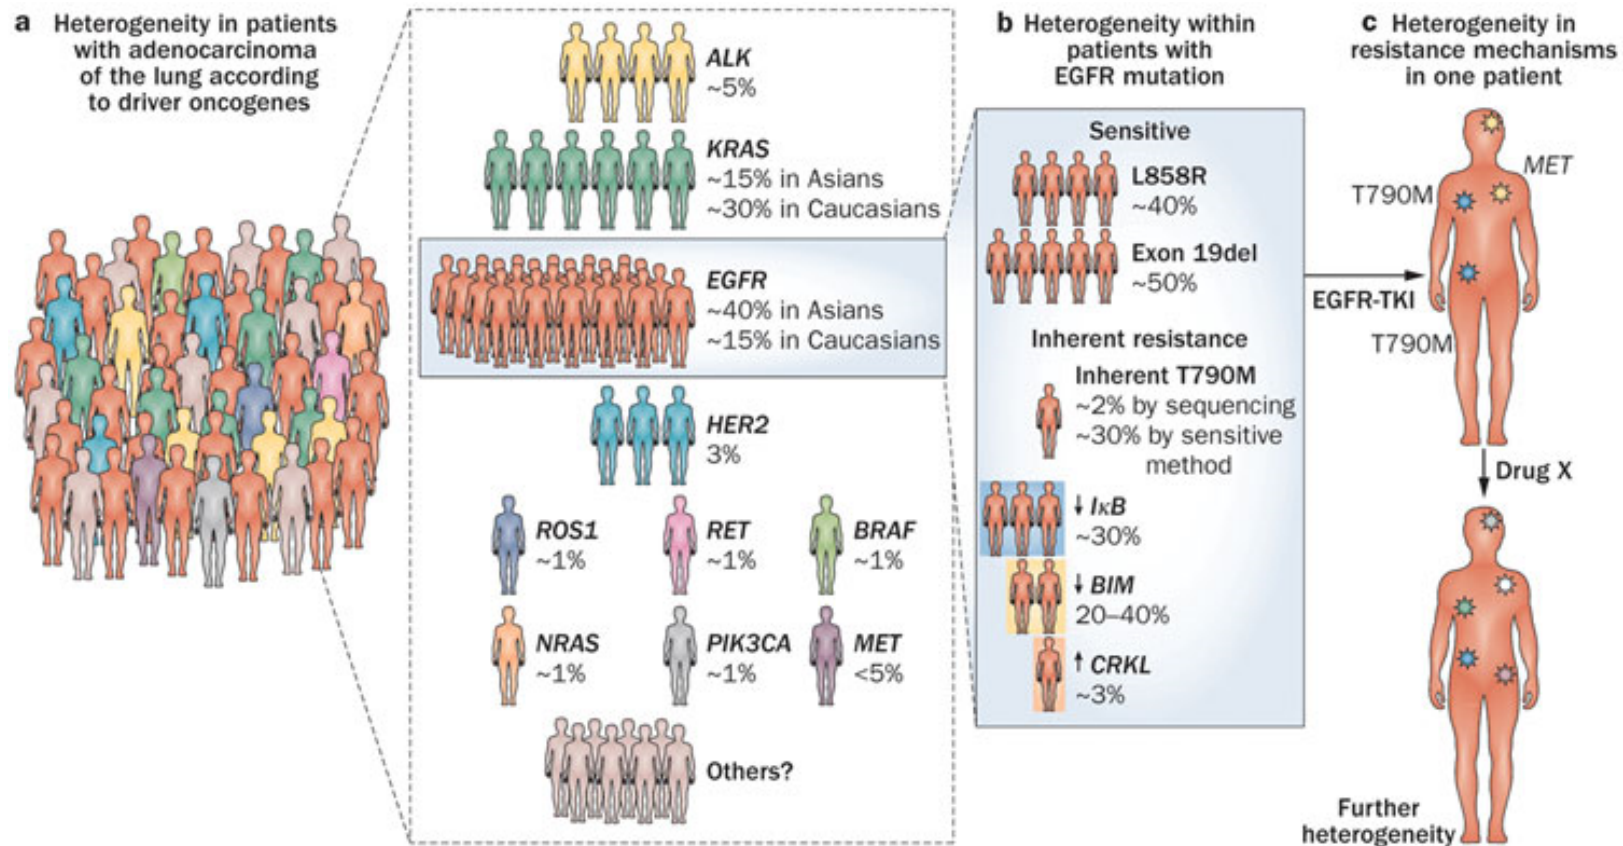 a Heterogeneity in patients
with adenocarcinoma
of the lung according
to driver oncogenes
ALK
~5%
KRAS
~15% in Asians
~30% in Caucasians
EGFR
~40% in Asians
~15% in Caucasians
HER2
3%
ROS1
~1%
RET
~1%
BRAF
~1%
NRAS
~1%
PIK3CA
~1%
MET
<5%
Others?
b Heterogeneity within
patients with
EGFR mutation
Sensitive
L858R
~40%
Exon 19del
~50%
Inherent resistance
Inherent T790M
~2% by sequencing
~30% by sensitive
method
↓ IκB
~30%
↓ BIM
20–40%
↑ CRKL
~3%
c Heterogeneity in
resistance mechanisms
in one patient
EGFR-TKI
MET
T790M
T790M
Drug X
Further
heterogeneity